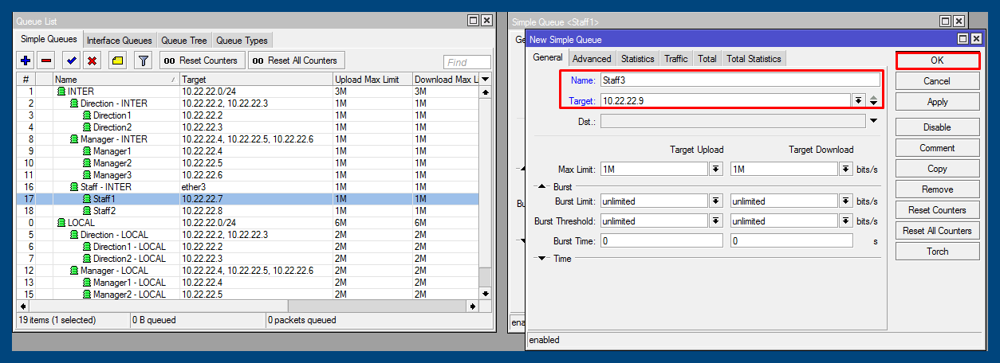 Queue List
Simple Queues Interface Queues Queue Tree Queue Types
00 Reset Counters 00 Reset All Counters Find
# Name Target Upload Max Limit Download Max L
1 INTER 10.22.22.0/24 3M 3M
2 Direction - INTER 10.22.22.2, 10.22.22.3 1M 1M
3 Direction1 10.22.22.2 1M 1M
4 Direction2 10.22.22.3 1M 1M
8 Manager - INTER 10.22.22.4, 10.22.22.5, 10.22.22.6 1M 1M
9 Manager1 10.22.22.4 1M 1M
10 Manager2 10.22.22.5 1M 1M
11 Manager3 10.22.22.6 1M 1M
16 Staff - INTER ether3 1M 1M
17 Staff1 10.22.22.7 1M 1M
18 Staff2 10.22.22.8 1M 1M
0 LOCAL 10.22.22.0/24 6M 6M
5 Direction - LOCAL 10.22.22.2, 10.22.22.3 2M 2M
6 Direction1 - LOCAL 10.22.22.2 2M 2M
7 Direction2 - LOCAL 10.22.22.3 2M 2M
12 Manager - LOCAL 10.22.22.4, 10.22.22.5, 10.22.22.6 2M 2M
13 Manager1 - LOCAL 10.22.22.4 2M 2M
15 Manager2 - LOCAL 10.22.22.5 2M 2M
19 items (1 selected) 0 B queued 0 packets queued
Simple Queue <Staff1>
New Simple Queue
General Advanced Statistics Traffic Total Total Statistics
Name: Staff3
Target: 10.22.22.9
Dst.:
Target Upload Target Download
Max Limit: 1M 1M bits/s
Burst
Burst Limit: unlimited unlimited bits/s
Burst Threshold: unlimited unlimited bits/s
Burst Time: 0 0 s
Time
enabled
OK
Cancel
Apply
Disable
Comment
Copy
Remove
Reset Counters
Reset All Counters
Torch